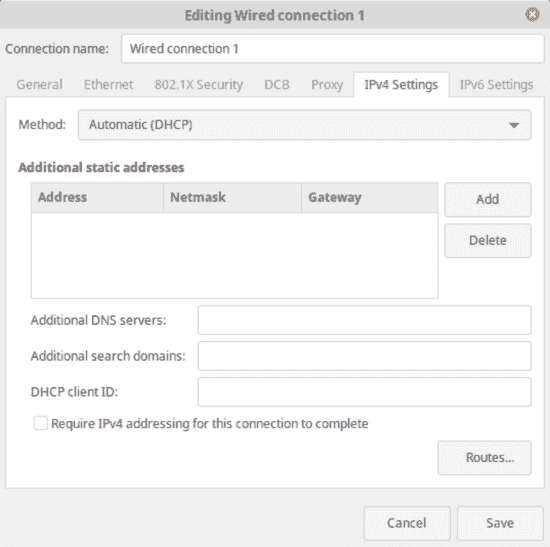 Editing Wired connection 1
Connection name: Wired connection 1
General Ethernet 802.1X Security DCB Proxy IPv4 Settings IPv6 Settings
Method: Automatic (DHCP)
Additional static addresses
Address Netmask Gateway Add
Delete
Additional DNS servers:
Additional search domains:
DHCP client ID:
Require IPv4 addressing for this connection to complete
Routes...
Cancel Save